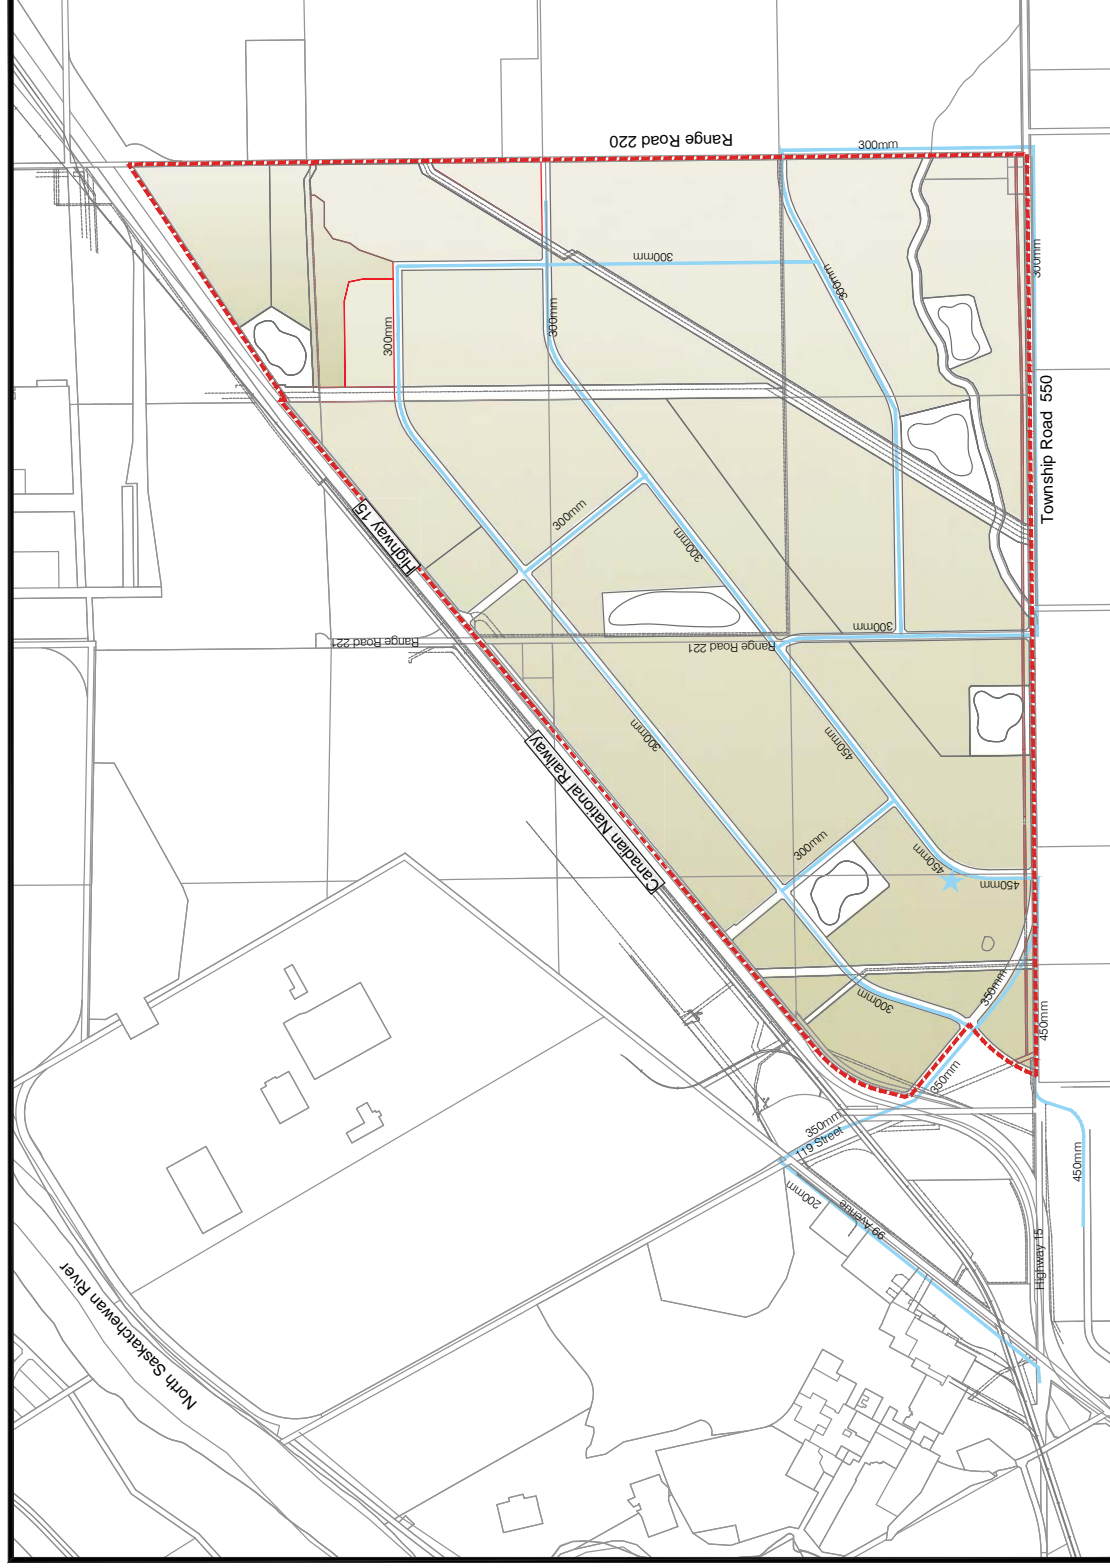 Range Road 220
300mm
300mm
300mm
300mm
300mm
300mm
300mm
Township Road 550
Highway 15
300mm
300mm
300mm
Range Road 221
Range Road 221
300mm
450mm
Canadian National Railway
300mm
450mm
450mm
350mm
300mm
450mm
350mm
350mm
119 Street
450mm
200mm
99 Avenue
Highway 15
North Saskatchewan River